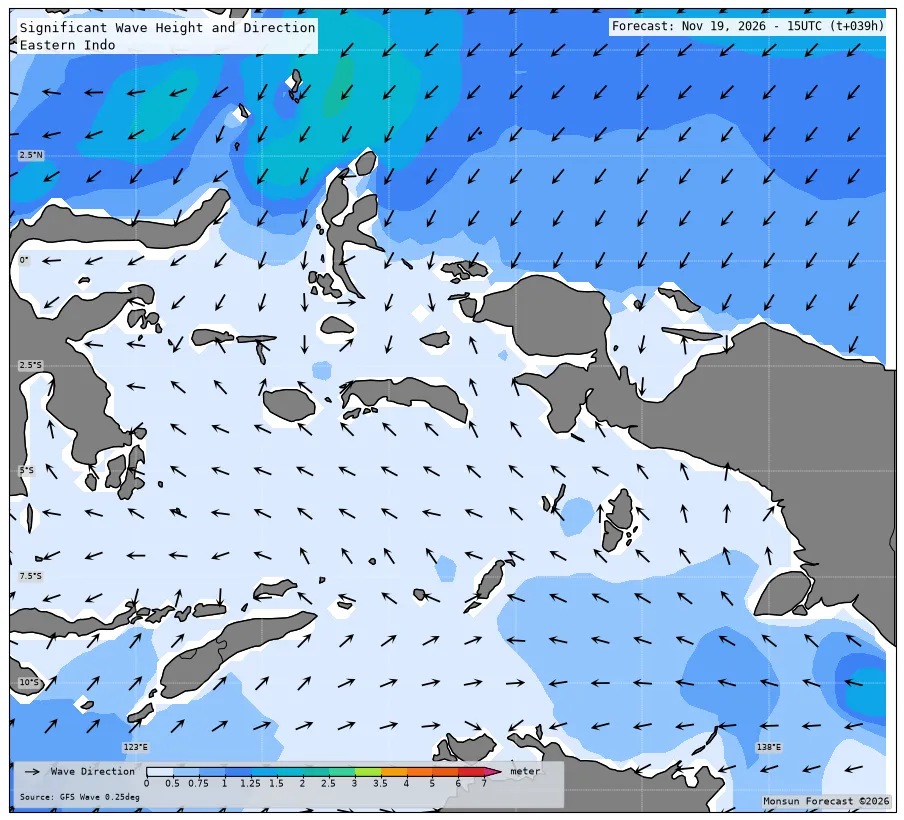 Significant Wave Height and Direction
Eastern Indo
Forecast: Nov 19, 2026 - 15UTC (t+039h)
2.5°N
0°
2.5°S
5°S
7.5°S
10°S
123°E
138°E
Wave Direction
meter
0 0.5 0.75 1 1.25 1.5 2 2.5 3 3.5 4 5 6 7
Source: GFS Wave 0.25deg
Monsun Forecast ©2026